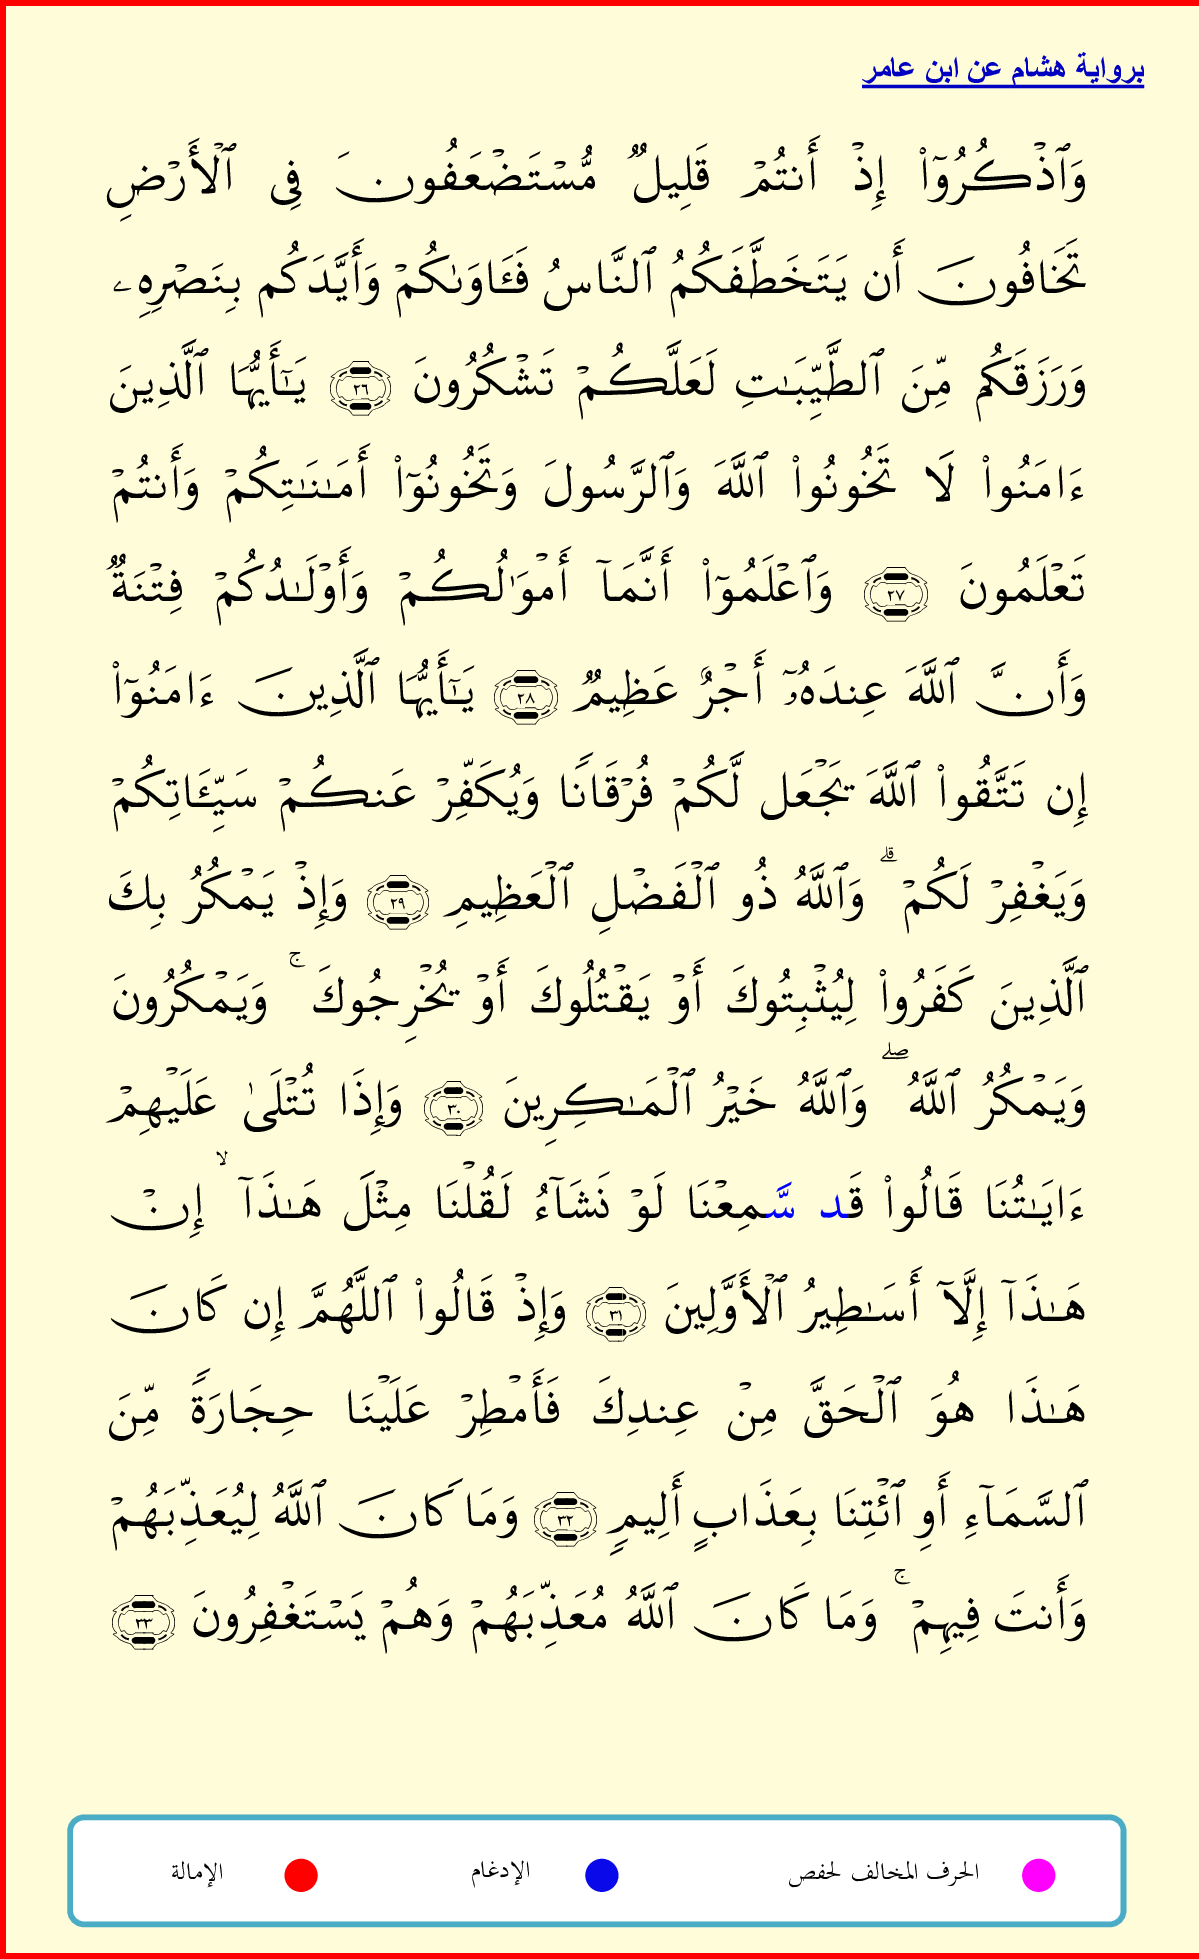 برواية هشام عن ابن عامر
وَٱذْكُرُوٓا۟ إِذْ أَنتُمْ قَلِيلٌ مُّسْتَضْعَفُونَ فِى ٱلْأَرْضِ
تَخَافُونَ أَن يَتَخَطَّفَكُمُ ٱلنَّاسُ فَـَٔاوَىٰكُمْ وَأَيَّدَكُم بِنَصْرِهِۦ
وَرَزَقَكُم مِّنَ ٱلطَّيِّبَـٰتِ لَعَلَّكُمْ تَشْكُرُونَ ٢٦ يَـٰٓأَيُّهَا ٱلَّذِينَ
ءَامَنُوا۟ لَا تَخُونُوا۟ ٱللَّهَ وَٱلرَّسُولَ وَتَخُونُوٓا۟ أَمَـٰنَـٰتِكُمْ وَأَنتُمْ
تَعْلَمُونَ ٢٧ وَٱعْلَمُوٓا۟ أَنَّمَآ أَمْوَٰلُكُمْ وَأَوْلَـٰدُكُمْ فِتْنَةٌ
وَأَنَّ ٱللَّهَ عِندَهُۥٓ أَجْرٌ عَظِيمٌ ٢٨ يَـٰٓأَيُّهَا ٱلَّذِينَ ءَامَنُوٓا۟
إِن تَتَّقُوا۟ ٱللَّهَ يَجْعَل لَّكُمْ فُرْقَانًا وَيُكَفِّرْ عَنكُمْ سَيِّـَٔاتِكُمْ
وَيَغْفِرْ لَكُمْ ۗ وَٱللَّهُ ذُو ٱلْفَضْلِ ٱلْعَظِيمِ ٢٩ وَإِذْ يَمْكُرُ بِكَ
ٱلَّذِينَ كَفَرُوا۟ لِيُثْبِتُوكَ أَوْ يَقْتُلُوكَ أَوْ يُخْرِجُوكَ ۚ وَيَمْكُرُونَ
وَيَمْكُرُ ٱللَّهُ ۖ وَٱللَّهُ خَيْرُ ٱلْمَـٰكِرِينَ ٣٠ وَإِذَا تُتْلَىٰ عَلَيْهِمْ
ءَايَـٰتُنَا قَالُوا۟ قَد سَّمِعْنَا لَوْ نَشَآءُ لَقُلْنَا مِثْلَ هَـٰذَآ ۙ إِنْ
هَـٰذَآ إِلَّآ أَسَـٰطِيرُ ٱلْأَوَّلِينَ ٣١ وَإِذْ قَالُوا۟ ٱللَّهُمَّ إِن كَانَ
هَـٰذَا هُوَ ٱلْحَقَّ مِنْ عِندِكَ فَأَمْطِرْ عَلَيْنَا حِجَارَةً مِّنَ
ٱلسَّمَآءِ أَوِ ٱئْتِنَا بِعَذَابٍ أَلِيمٍ ٣٢ وَمَا كَانَ ٱللَّهُ لِيُعَذِّبَهُمْ
وَأَنتَ فِيهِمْ ۚ وَمَا كَانَ ٱللَّهُ مُعَذِّبَهُمْ وَهُمْ يَسْتَغْفِرُونَ ٣٣
الحرف المخالف لحفص الإدغام الإمالة